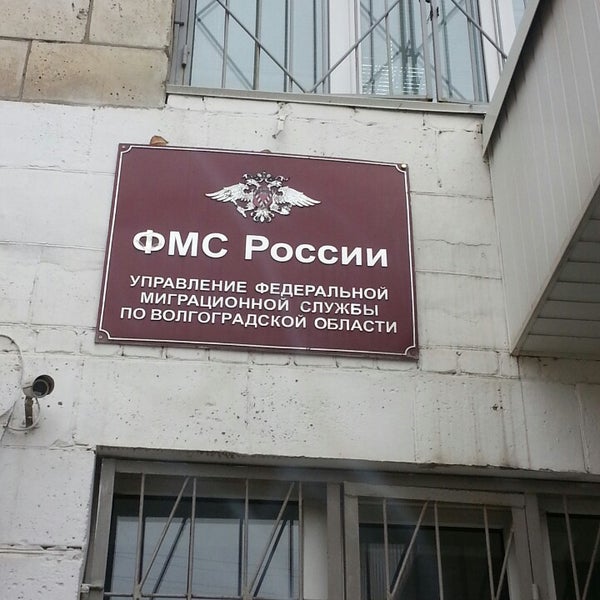 ФМС России
УПРАВЛЕНИЕ ФЕДЕРАЛЬНОЙ
МИГРАЦИОННОЙ СЛУЖБЫ
ПО ВОЛГОГРАДСКОЙ ОБЛАСТИ